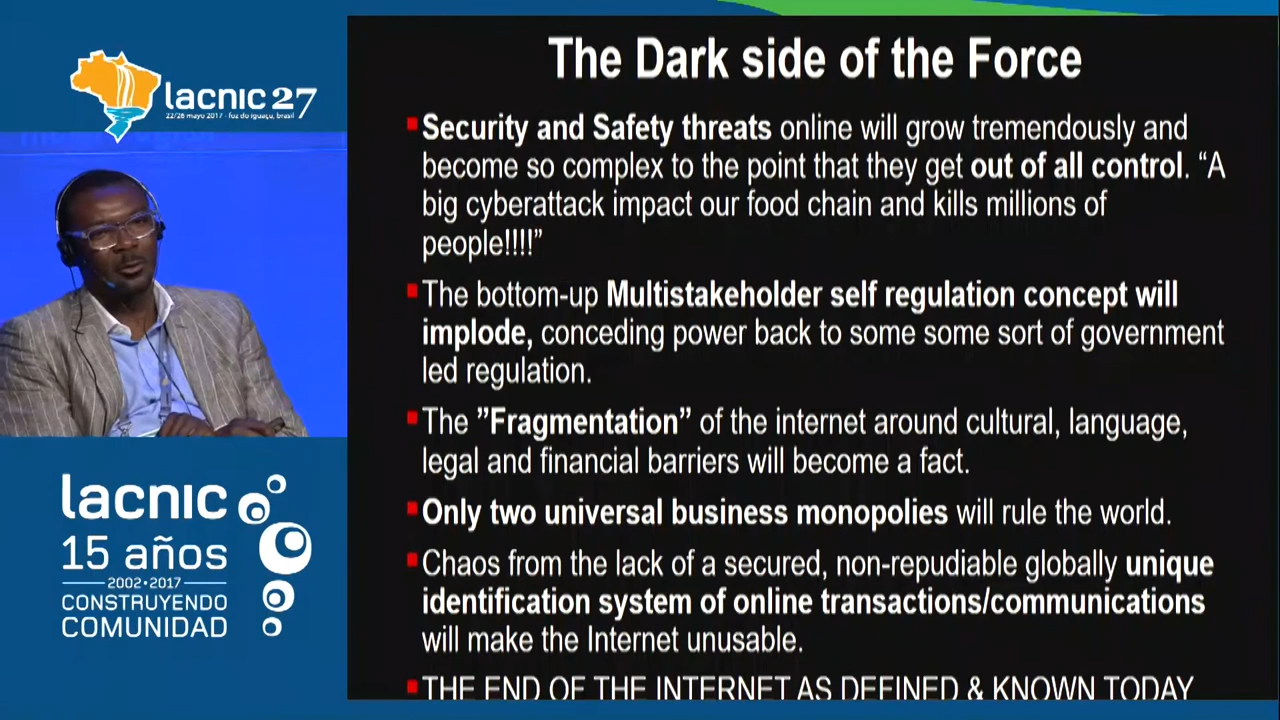 lacnic 27
22/26 mayo 2017 - foz do iguaçu, brasil
lacnic
15 años
2002•2017
CONSTRUYENDO
COMUNIDAD
The Dark side of the Force
Security and Safety threats online will grow tremendously and
become so complex to the point that they get out of all control. “A
big cyberattack impact our food chain and kills millions of
people!!!!”
The bottom-up Multistakeholder self regulation concept will
implode, conceding power back to some some sort of government
led regulation.
The ”Fragmentation” of the internet around cultural, language,
legal and financial barriers will become a fact.
Only two universal business monopolies will rule the world.
Chaos from the lack of a secured, non-repudiable globally unique
identification system of online transactions/communications
will make the Internet unusable.
THE END OF THE INTERNET AS DEFINED & KNOWN TODAY